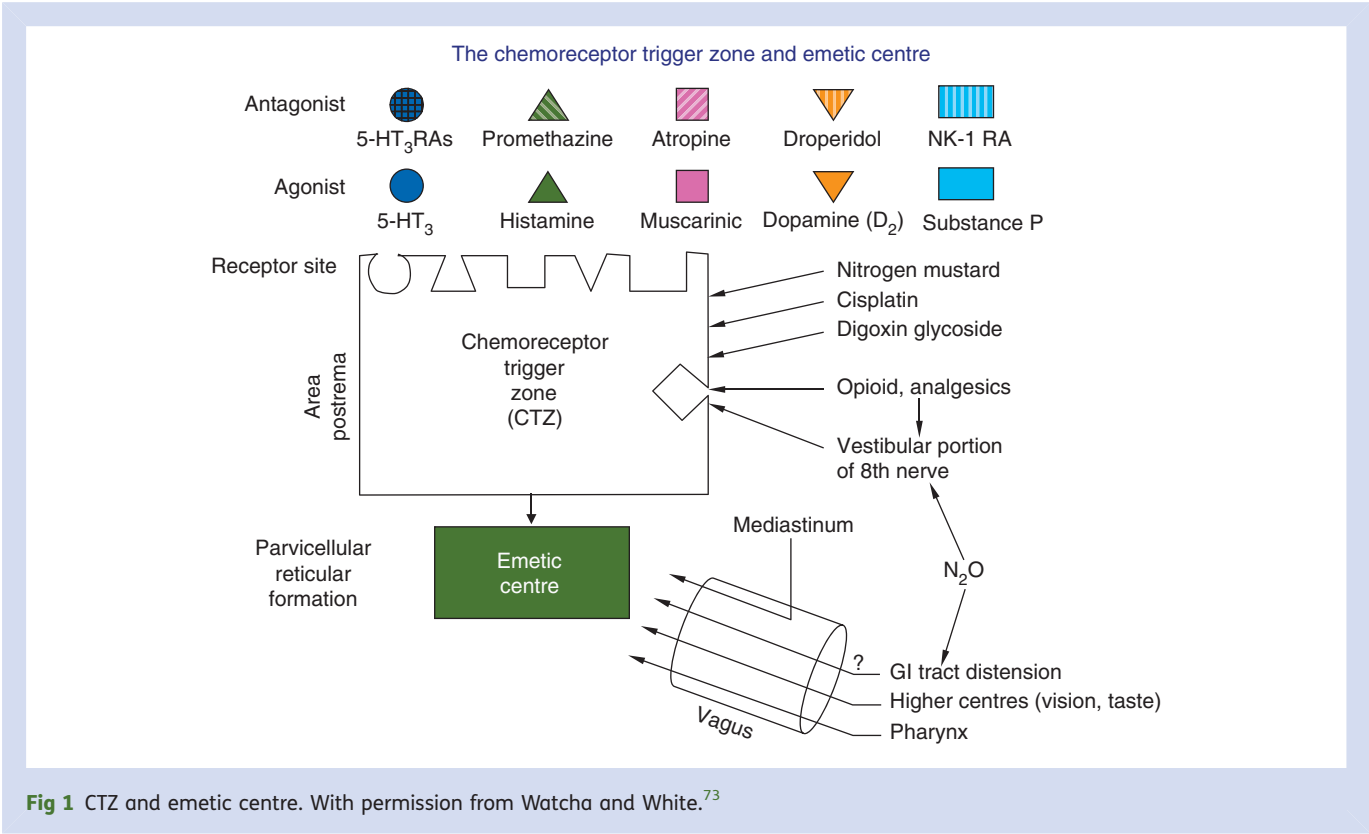 The chemoreceptor trigger zone and emetic centre
Antagonist
5-HT₃RAs Promethazine Atropine Droperidol NK-1 RA
Agonist
5-HT₃ Histamine Muscarinic Dopamine (D₂) Substance P
Receptor site
Nitrogen mustard
Cisplatin
Digoxin glycoside
Area
postrema
Chemoreceptor
trigger
zone
(CTZ)
Opioid, analgesics
Vestibular portion
of 8th nerve
Parvicellular
reticular
formation
Emetic
centre
Mediastinum
N₂O
?
GI tract distension
Higher centres (vision, taste)
Pharynx
Vagus
Fig 1 CTZ and emetic centre. With permission from Watcha and White.⁷³